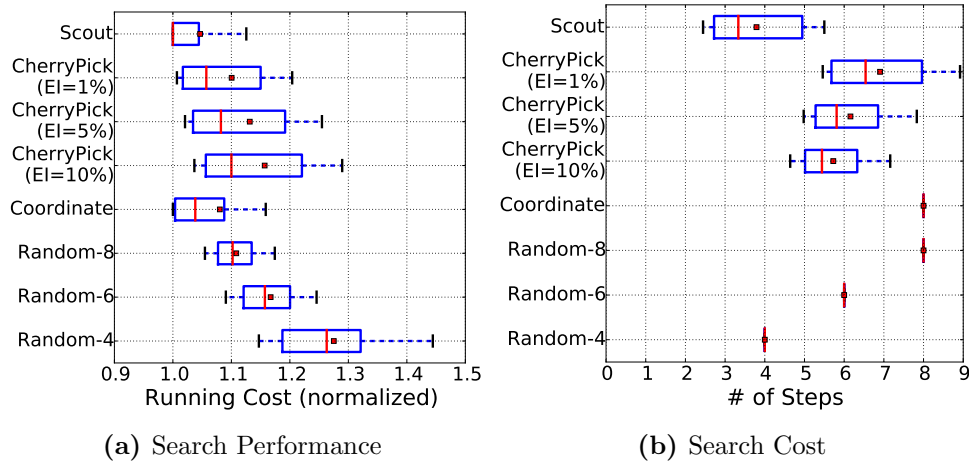 Scout
CherryPick
(EI=1%)
CherryPick
(EI=5%)
CherryPick
(EI=10%)
Coordinate
Random-8
Random-6
Random-4
0.9 1.0 1.1 1.2 1.3 1.4 1.5
Running Cost (normalized)
(a) Search Performance
Scout
CherryPick
(EI=1%)
CherryPick
(EI=5%)
CherryPick
(EI=10%)
Coordinate
Random-8
Random-6
Random-4
0 1 2 3 4 5 6 7 8 9
# of Steps
(b) Search Cost